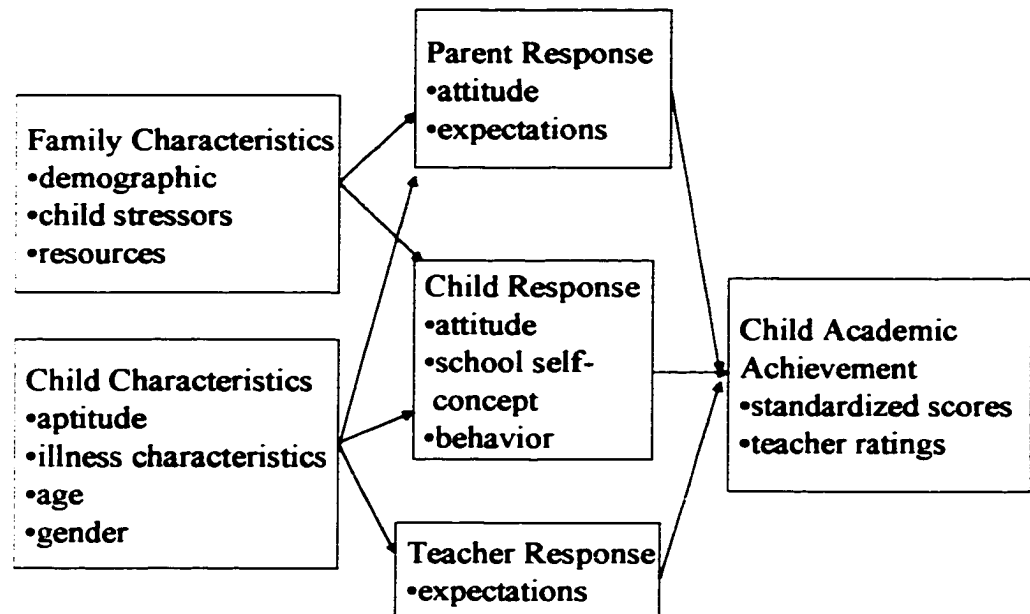 Family Characteristics
•demographic
•child stressors
•resources
Child Characteristics
•aptitude
•illness characteristics
•age
•gender
Parent Response
•attitude
•expectations
Child Response
•attitude
•school self-
concept
•behavior
Teacher Response
•expectations
Child Academic
Achievement
•standardized scores
•teacher ratings